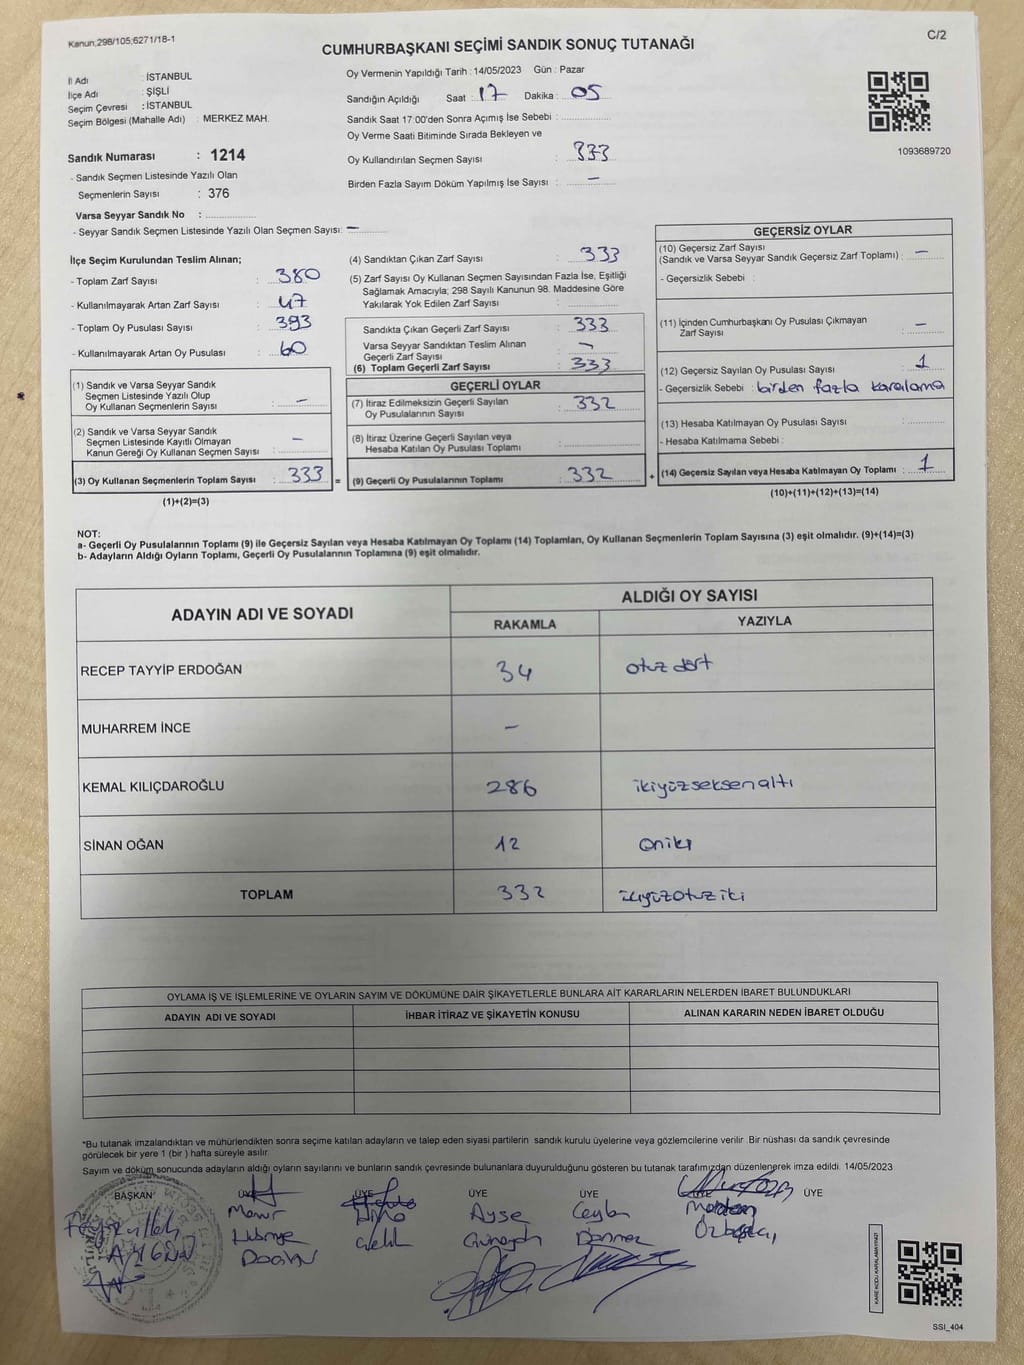 Kanun,298/105,6271/18-1
C/2
CUMHURBAŞKANI SEÇİMİ SANDIK SONUÇ TUTANAĞI
İl Adı : İSTANBUL
İlçe Adı : ŞİŞLİ
Seçim Çevresi : İSTANBUL
Seçim Bölgesi (Mahalle Adı) : MERKEZ MAH.
Sandık Numarası : 1214
- Sandık Seçmen Listesinde Yazılı Olan
Seçmenlerin Sayısı : 376
Varsa Seyyar Sandık No :
- Seyyar Sandık Seçmen Listesinde Yazılı Olan Seçmen Sayısı: —
Oy Vermenin Yapıldığı Tarih : 14/05/2023 Gün : Pazar
Sandığın Açıldığı Saat : 17 Dakika : 05
Sandık Saat 17:00'den Sonra Açımış İse Sebebi :
Oy Verme Saati Bitiminde Sırada Bekleyen ve
Oy Kullandırılan Seçmen Sayısı : 333
Birden Fazla Sayım Döküm Yapılmış İse Sayısı : —
1093689720
İlçe Seçim Kurulundan Teslim Alınan;
- Toplam Zarf Sayısı : 380
- Kullanılmayarak Artan Zarf Sayısı : 47
- Toplam Oy Pusulası Sayısı : 393
- Kullanılmayarak Artan Oy Pusulası : 60
(1) Sandık ve Varsa Seyyar Sandık
Seçmen Listesinde Yazılı Olup
Oy Kullanan Seçmenlerin Sayısı : —
(2) Sandık ve Varsa Seyyar Sandık
Seçmen Listesinde Kayıtlı Olmayan
Kanun Gereği Oy Kullanan Seçmen Sayısı : —
(3) Oy Kullanan Seçmenlerin Toplam Sayısı : 333 =
(1)+(2)=(3)
(4) Sandıktan Çıkan Zarf Sayısı : 333
(5) Zarf Sayısı Oy Kullanan Seçmen Sayısından Fazla İse, Eşitliği
Sağlamak Amacıyla; 298 Sayılı Kanunun 98. Maddesine Göre
Yakılarak Yok Edilen Zarf Sayısı :
Sandıkta Çıkan Geçerli Zarf Sayısı : 333
Varsa Seyyar Sandıktan Teslim Alınan
Geçerli Zarf Sayısı : —
(6) Toplam Geçerli Zarf Sayısı : 333
GEÇERLİ OYLAR
(7) İtiraz Edilmeksizin Geçerli Sayılan
Oy Pusulalarının Sayısı : 332
(8) İtiraz Üzerine Geçerli Sayılan veya
Hesaba Katılan Oy Pusulası Toplamı :
(9) Geçerli Oy Pusulalarının Toplamı : 332 +
GEÇERSİZ OYLAR
(10) Geçersiz Zarf Sayısı
(Sandık ve Varsa Seyyar Sandık Geçersiz Zarf Toplamı) : —
- Geçersizlik Sebebi :
(11) İçinden Cumhurbaşkanı Oy Pusulası Çıkmayan
Zarf Sayısı : —
(12) Geçersiz Sayılan Oy Pusulası Sayısı : 1
- Geçersizlik Sebebi : birden fazla karalama
(13) Hesaba Katılmayan Oy Pusulası Sayısı :
- Hesaba Katılmama Sebebi :
(14) Geçersiz Sayılan veya Hesaba Katılmayan Oy Toplamı : 1
(10)+(11)+(12)+(13)=(14)
NOT:
a- Geçerli Oy Pusulalarının Toplamı (9) ile Geçersiz Sayılan veya Hesaba Katılmayan Oy Toplamı (14) Toplamları, Oy Kullanan Seçmenlerin Toplam Sayısına (3) eşit olmalıdır. (9)+(14)=(3)
b- Adayların Aldığı Oyların Toplamı, Geçerli Oy Pusulalarının Toplamına (9) eşit olmalıdır.
ADAYIN ADI VE SOYADI
ALDIĞI OY SAYISI
RAKAMLA YAZIYLA
RECEP TAYYİP ERDOĞAN 34 otuz dört
MUHARREM İNCE —
KEMAL KILIÇDAROĞLU 286 ikiyüzseksenaltı
SİNAN OĞAN 12 oniki
TOPLAM 332 ikiyüzotuziki
OYLAMA İŞ VE İŞLEMLERİNE VE OYLARIN SAYIM VE DÖKÜMÜNE DAİR ŞİKAYETLERLE BUNLARA AİT KARARLARIN NELERDEN İBARET BULUNDUKLARI
ADAYIN ADI VE SOYADI İHBAR İTİRAZ VE ŞİKAYETİN KONUSU ALINAN KARARIN NEDEN İBARET OLDUĞU
*Bu tutanak imzalandıktan ve mühürlendikten sonra seçime katılan adayların ve talep eden siyasi partilerin sandık kurulu üyelerine veya gözlemcilerine verilir. Bir nüshası da sandık çevresinde
görülecek bir yere 1 (bir ) hafta süreyle asılır.
Sayım ve döküm sonucunda adayların aldığı oyların sayılarını ve bunların sandık çevresinde bulunanlara duyurulduğunu gösteren bu tutanak tarafımızdan düzenlenerek imza edildi. 14/05/2023
BAŞKAN ÜYE ÜYE ÜYE ÜYE ÜYE
Ayşe Ceylan
KARE KODU KARALAMAYINIZ!
SSI_404